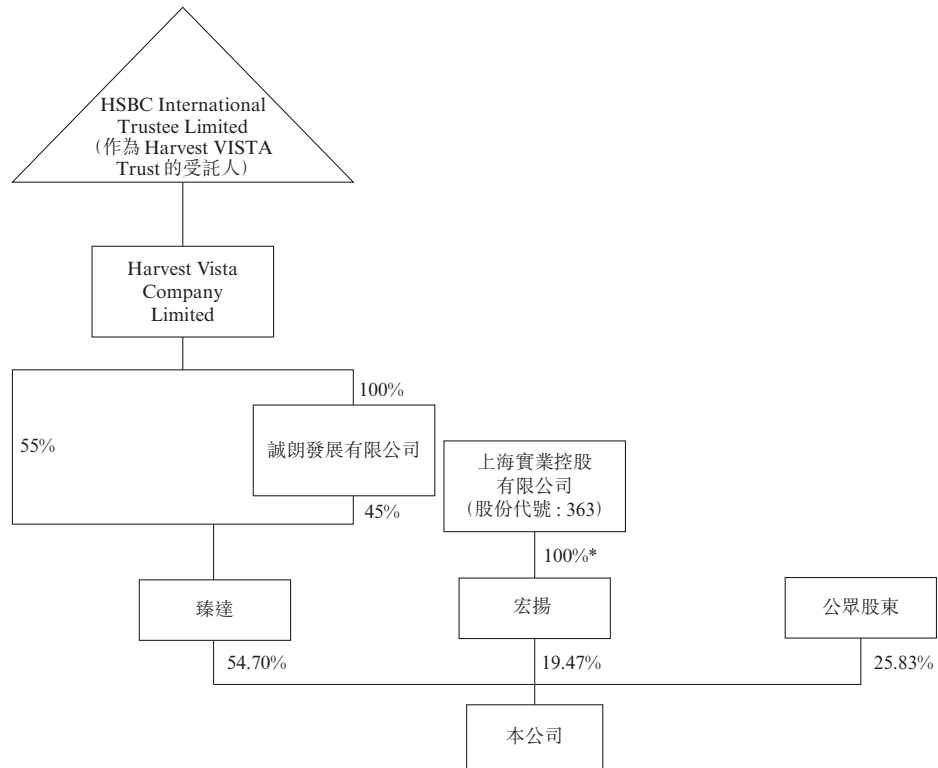 HSBC International
Trustee Limited
（作為 Harvest VISTA
Trust 的受託人）
Harvest Vista
Company
Limited
100%
55%
誠朗發展有限公司
45%
上海實業控股
有限公司
（股份代號 : 363）
100%*
臻達
宏揚
公眾股東
54.70%
19.47%
25.83%
本公司